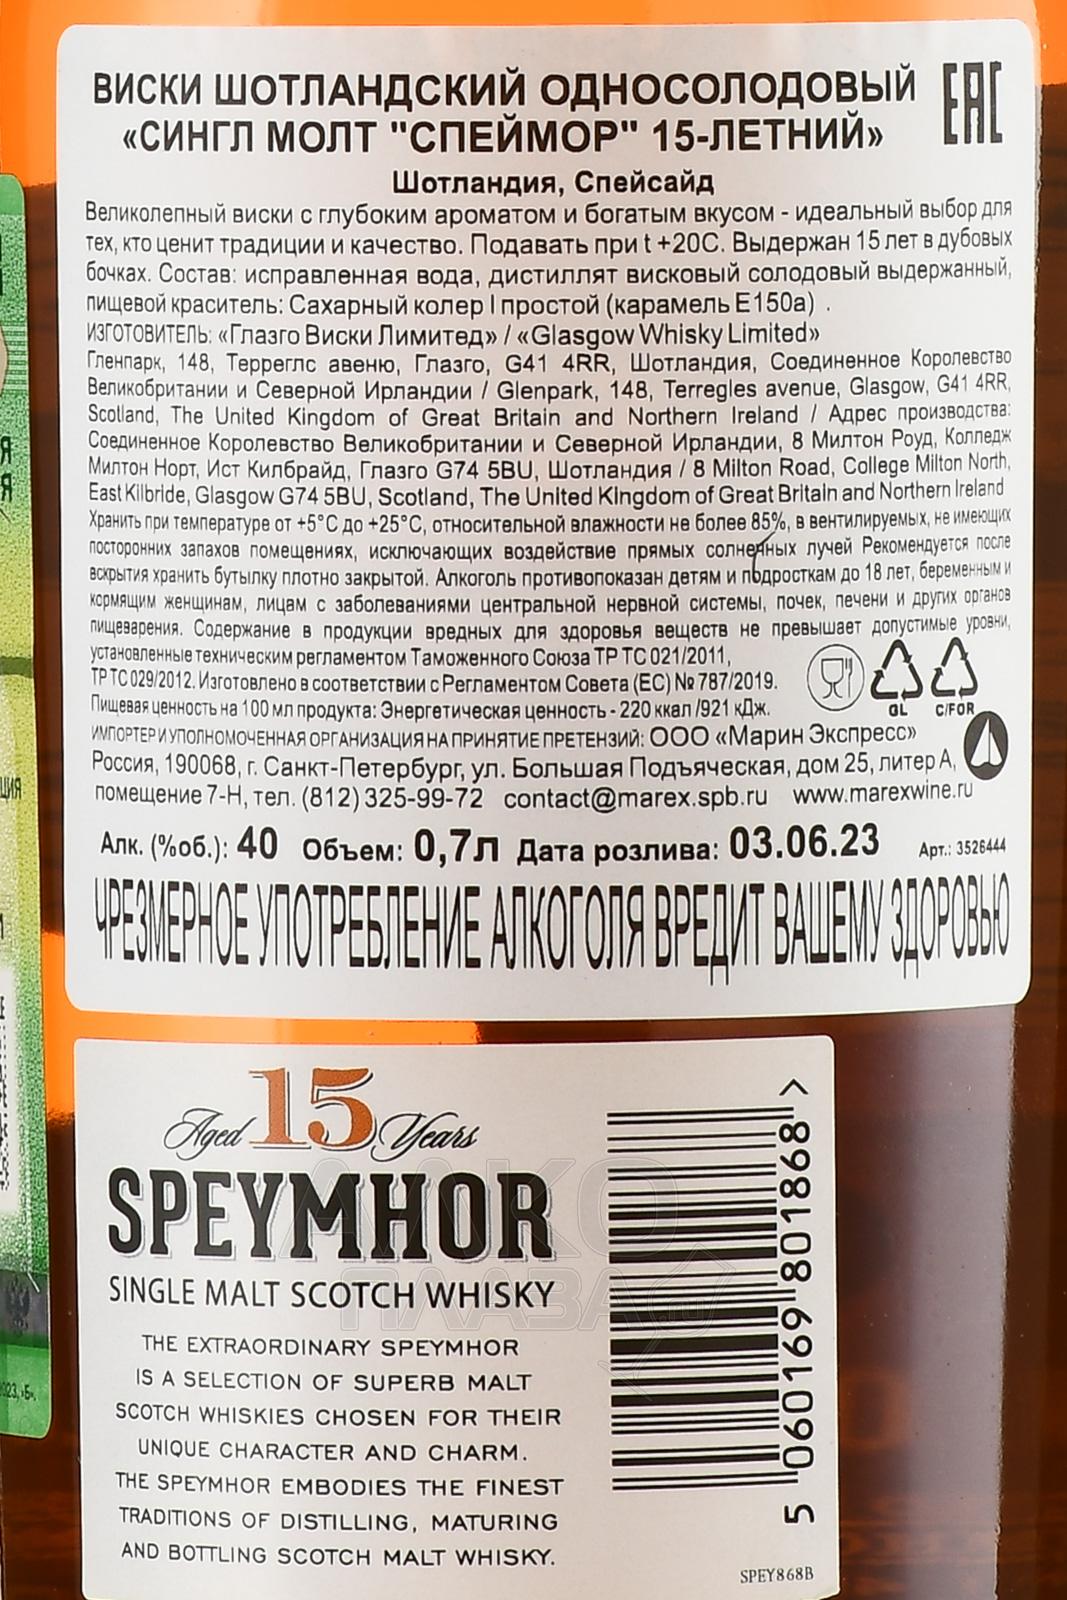 ВИСКИ ШОТЛАНДСКИЙ ОДНОСОЛОДОВЫЙ
«СИНГЛ МОЛТ "СПЕЙМОР" 15-ЛЕТНИЙ»
EAC
Шотландия, Спейсайд
Великолепный виски с глубоким ароматом и богатым вкусом - идеальный выбор для
тех, кто ценит традиции и качество. Подавать при t +20С. Выдержан 15 лет в дубовых
бочках. Состав: исправленная вода, дистиллят висковый солодовый выдержанный,
пищевой краситель: Сахарный колер I простой (карамель Е150а) .
ИЗГОТОВИТЕЛЬ: «Глазго Виски Лимитед» / «Glasgow Whisky Limited»
Гленпарк, 148, Терреглс авеню, Глазго, G41 4RR, Шотландия, Соединенное Королевство
Великобритании и Северной Ирландии / Glenpark, 148, Terregles avenue, Glasgow, G41 4RR,
Scotland, The United Kingdom of Great Britain and Northern Ireland / Адрес производства:
Соединенное Королевство Великобритании и Северной Ирландии, 8 Милтон Роуд, Колледж
Милтон Норт, Ист Килбрайд, Глазго G74 5BU, Шотландия / 8 Milton Road, College Milton North,
East Kilbride, Glasgow G74 5BU, Scotland, The United Kingdom of Great Britain and Northern Ireland
Хранить при температуре от +5°С до +25°С, относительной влажности не более 85%, в вентилируемых, не имеющих
посторонних запахов помещениях, исключающих воздействие прямых солнечных лучей Рекомендуется после
вскрытия хранить бутылку плотно закрытой. Алкоголь противопоказан детям и подросткам до 18 лет, беременным и
кормящим женщинам, лицам с заболеваниями центральной нервной системы, почек, печени и других органов
пищеварения. Содержание в продукции вредных для здоровья веществ не превышает допустимые уровни,
установленные техническим регламентом Таможенного Союза ТР ТС 021/2011,
ТР ТС 029/2012. Изготовлено в соответствии с Регламентом Совета (ЕС) № 787/2019.
Пищевая ценность на 100 мл продукта: Энергетическая ценность - 220 ккал /921 кДж.
GL C/FOR
ИМПОРТЕР И УПОЛНОМОЧЕННАЯ ОРГАНИЗАЦИЯ НА ПРИНЯТИЕ ПРЕТЕНЗИЙ: ООО «Марин Экспресс»
Россия, 190068, г. Санкт-Петербург, ул. Большая Подъяческая, дом 25, литер А,
помещение 7-Н, тел. (812) 325-99-72 contact@marex.spb.ru www.marexwine.ru
Алк. (%об.): 40 Объем: 0,7л Дата розлива: 03.06.23 Арт.: 3526444
ЧРЕЗМЕРНОЕ УПОТРЕБЛЕНИЕ АЛКОГОЛЯ ВРЕДИТ ВАШЕМУ ЗДОРОВЬЮ
Aged 15 Years
SPEYMHOR
SINGLE MALT SCOTCH WHISKY
THE EXTRAORDINARY SPEYMHOR
IS A SELECTION OF SUPERB MALT
SCOTCH WHISKIES CHOSEN FOR THEIR
UNIQUE CHARACTER AND CHARM.
THE SPEYMHOR EMBODIES THE FINEST
TRADITIONS OF DISTILLING, MATURING
AND BOTTLING SCOTCH MALT WHISKY.
5 060169 801868 >
SPEY868B
АЛКО
ПЛАЗА.ru